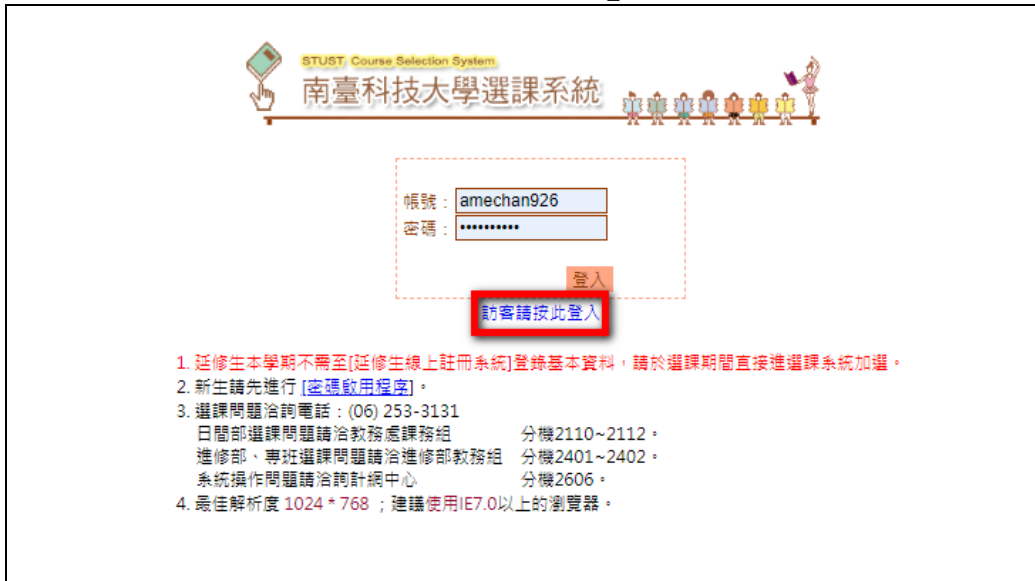 STUST Course Selection System
南臺科技大學選課系統
帳號： amechan926
密碼： ••••••••••
登入
訪客請按此登入
1. 延修生本學期不需至[延修生線上註冊系統]登錄基本資料，請於選課期間直接進選課系統加選。
2. 新生請先進行 [密碼啟用程序]。
3. 選課問題洽詢電話：(06) 253-3131
日間部選課問題請洽教務處課務組 分機2110~2112。
進修部、專班選課問題請洽進修部教務組 分機2401~2402。
系統操作問題請洽詢計網中心 分機2606。
4. 最佳解析度 1024 * 768 ；建議使用IE7.0以上的瀏覽器。